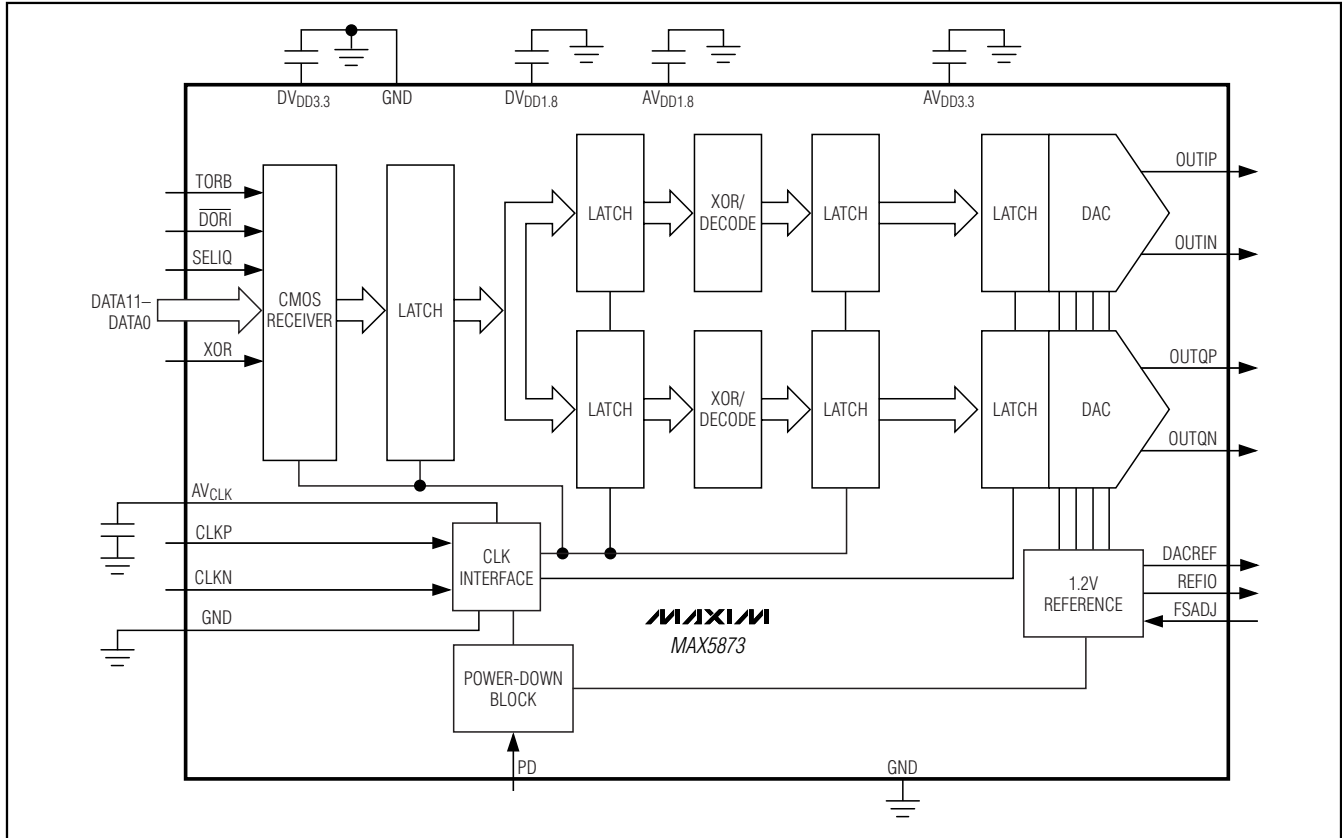 DVDD3.3
GND
DVDD1.8
AVDD1.8
AVDD3.3
TORB
DORI
SELIQ
DATA11–
DATA0
XOR
CMOS
RECEIVER
LATCH
LATCH
XOR/
DECODE
LATCH
LATCH
DAC
OUTIP
OUTIN
LATCH
XOR/
DECODE
LATCH
LATCH
DAC
OUTQP
OUTQN
AVCLK
CLKP
CLKN
GND
CLK
INTERFACE
MAXIM
MAX5873
1.2V
REFERENCE
DACREF
REFIO
FSADJ
POWER-DOWN
BLOCK
PD
GND